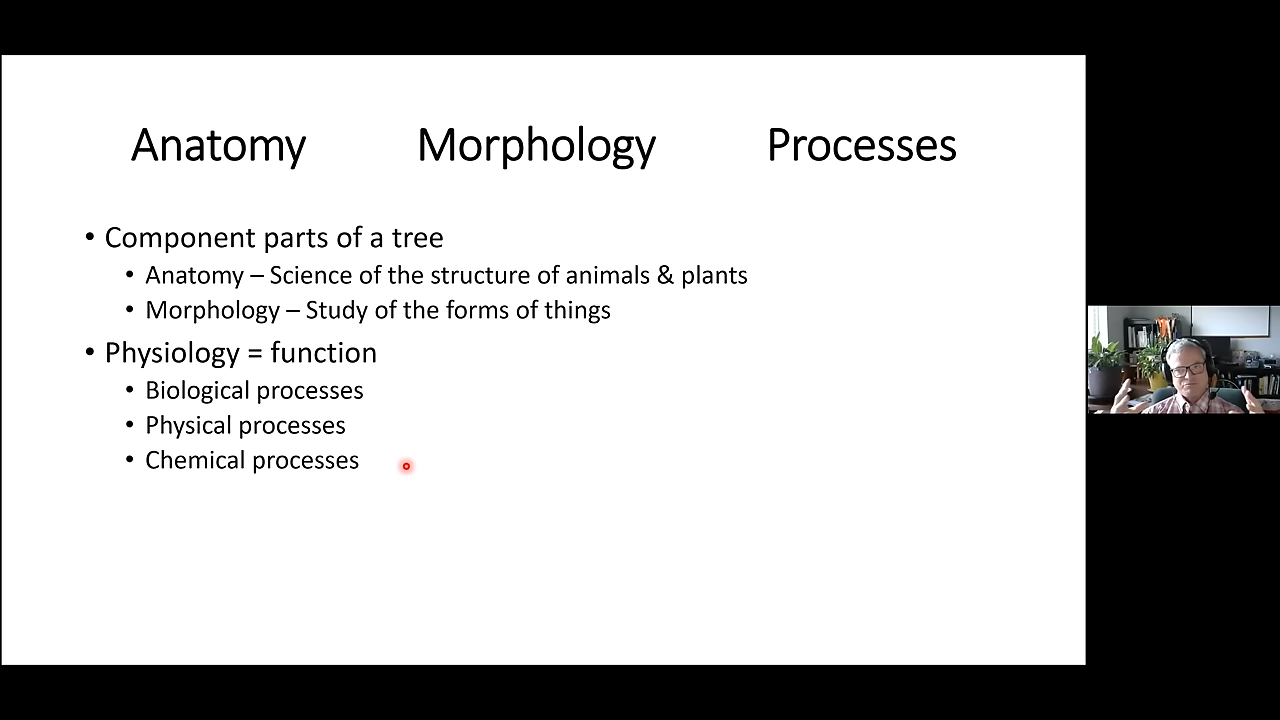 Anatomy Morphology Processes
• Component parts of a tree
• Anatomy – Science of the structure of animals & plants
• Morphology – Study of the forms of things
• Physiology = function
• Biological processes
• Physical processes
• Chemical processes